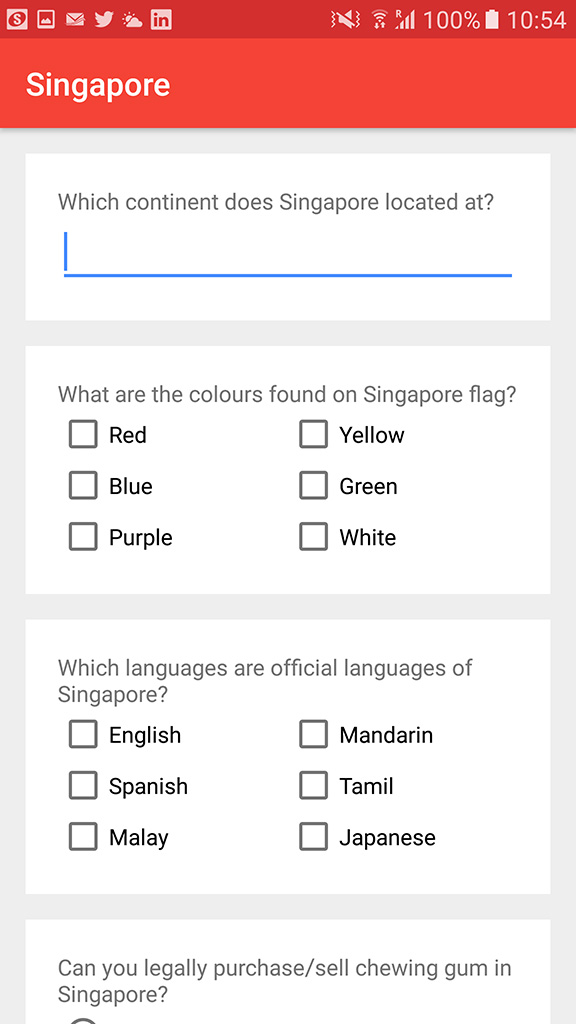 100% 10:54
Singapore
Which continent does Singapore located at?
What are the colours found on Singapore flag?
Red Yellow
Blue Green
Purple White
Which languages are official languages of
Singapore?
English Mandarin
Spanish Tamil
Malay Japanese
Can you legally purchase/sell chewing gum in
Singapore?